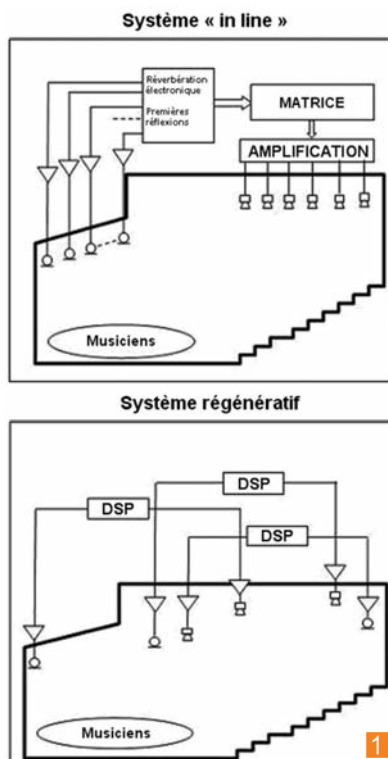 Système « in line »
Réverbération
électronique
Premières
réflexions
MATRICE
AMPLIFICATION
Musiciens
Système régénératif
DSP
DSP
DSP
Musiciens
1